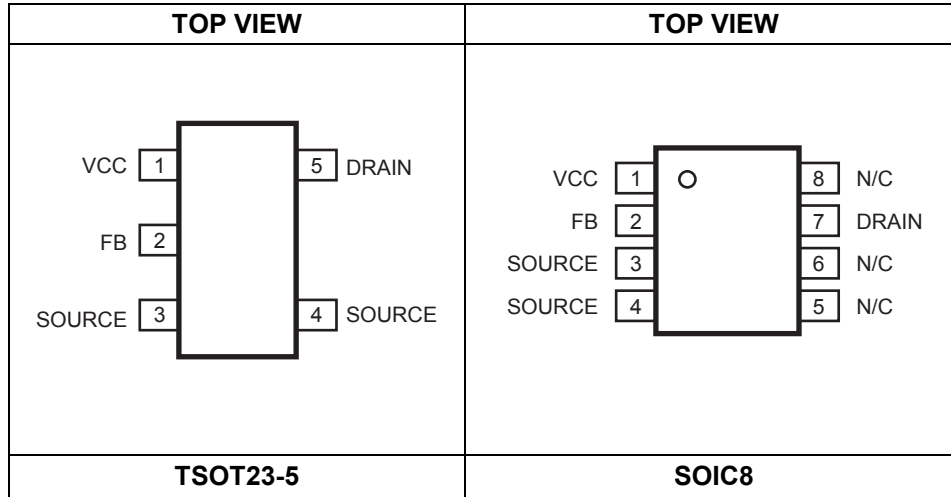 TOP VIEW
TOP VIEW
VCC 1
5 DRAIN
FB 2
SOURCE 3
4 SOURCE
VCC 1
8 N/C
FB 2
7 DRAIN
SOURCE 3
6 N/C
SOURCE 4
5 N/C
TSOT23-5
SOIC8